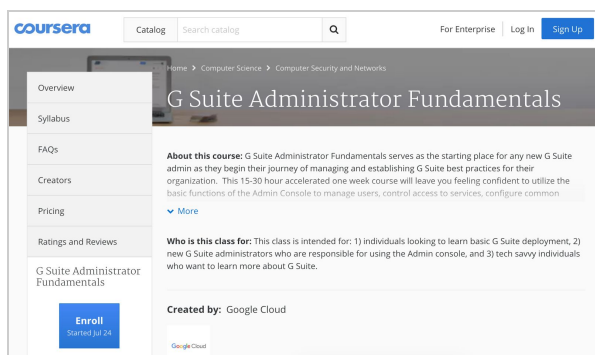 coursera
Catalog
Search catalog
For Enterprise
Log In
Sign Up
Home > Computer Science > Computer Security and Networks
G Suite Administrator Fundamentals
Overview
Syllabus
FAQs
Creators
Pricing
Ratings and Reviews
G Suite Administrator
Fundamentals
Enroll
Started Jul 24
About this course: G Suite Administrator Fundamentals serves as the starting place for any new G Suite
admin as they begin their journey of managing and establishing G Suite best practices for their
organization. This 15-30 hour accelerated one week course will leave you feeling confident to utilize the
basic functions of the Admin Console to manage users, control access to services, configure common
More
Who is this class for: This class is intended for: 1) individuals looking to learn basic G Suite deployment, 2)
new G Suite administrators who are responsible for using the Admin console, and 3) tech savvy individuals
who want to learn more about G Suite.
Created by: Google Cloud
Google Cloud